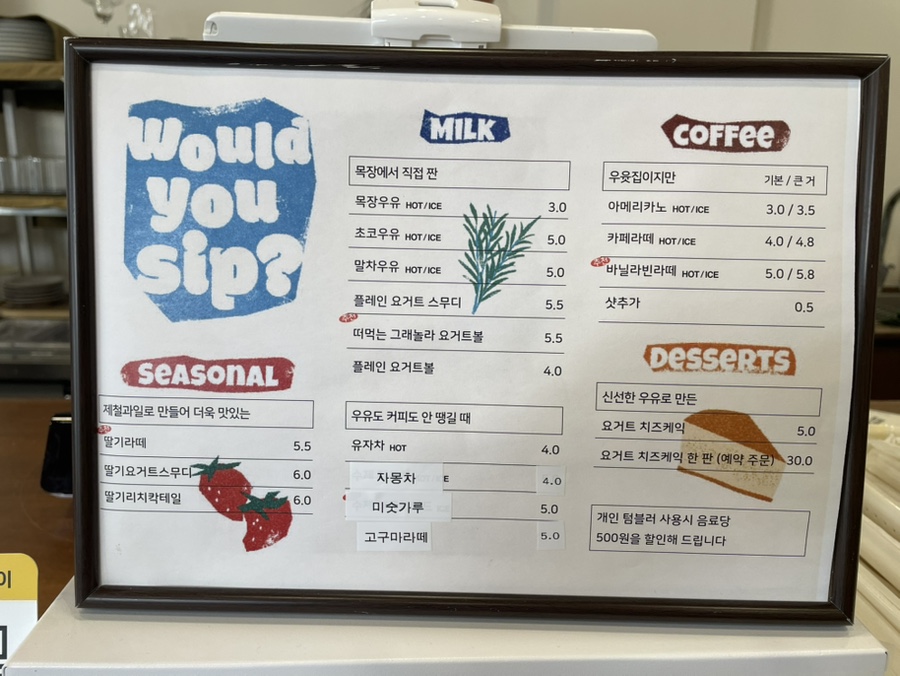 Would
you
sip?
SEASONAL
제철과일로 만들어 더욱 맛있는
추천
딸기라떼 5.5
딸기요거트스무디 6.0
딸기리치칵테일 6.0
MILK
목장에서 직접 짠
목장우유 HOT/ICE 3.0
초코우유 HOT/ICE 5.0
말차우유 HOT/ICE 5.0
플레인 요거트 스무디 5.5
추천
떠먹는 그래놀라 요거트볼 5.5
플레인 요거트볼 4.0
우유도 커피도 안 땡길 때
유자차 HOT 4.0
자몽차 4.0
미숫가루 5.0
고구마라떼 5.0
COFFEE
우윳집이지만 기본 / 큰 거
아메리카노 HOT/ICE 3.0 / 3.5
카페라떼 HOT/ICE 4.0 / 4.8
추천
바닐라빈라떼 HOT/ICE 5.0 / 5.8
샷추가 0.5
DESSERTS
신선한 우유로 만든
요거트 치즈케익 5.0
요거트 치즈케익 한 판 (예약 주문) 30.0
개인 텀블러 사용시 음료당
500원을 할인해 드립니다
이